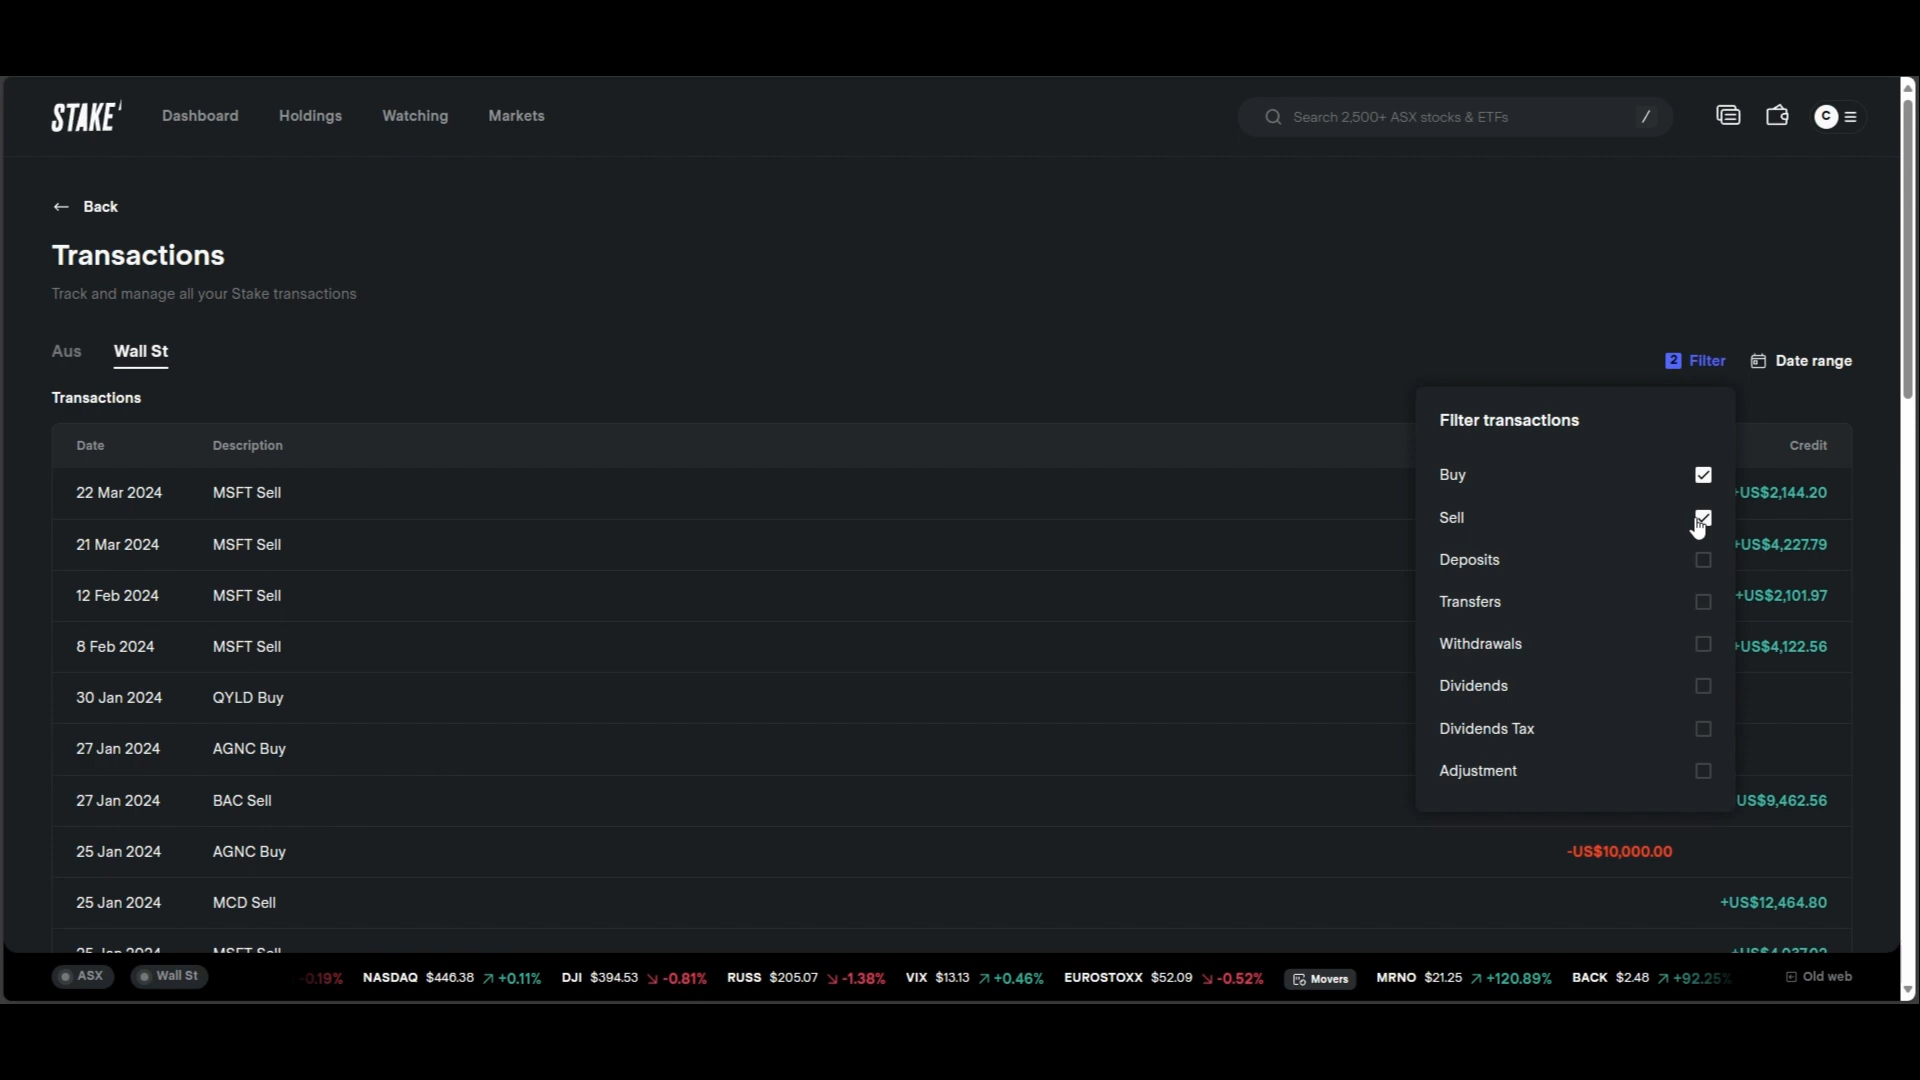 STAKE
Dashboard Holdings Watching Markets
Search 2,500+ ASX stocks & ETFs /
C
Back
Transactions
Track and manage all your Stake transactions
Aus Wall St
2 Filter Date range
Transactions
Filter transactions
Date Description Credit
Buy
22 Mar 2024 MSFT Sell +US$2,144.20
Sell
21 Mar 2024 MSFT Sell +US$4,227.79
Deposits
12 Feb 2024 MSFT Sell +US$2,101.97
Transfers
8 Feb 2024 MSFT Sell +US$4,122.56
Withdrawals
30 Jan 2024 QYLD Buy
Dividends
27 Jan 2024 AGNC Buy
Dividends Tax
Adjustment
27 Jan 2024 BAC Sell US$9,462.56
25 Jan 2024 AGNC Buy -US$10,000.00
25 Jan 2024 MCD Sell +US$12,464.80
25 Jan 2024 MSFT Sell
ASX Wall St -0.19% NASDAQ $446.38 +0.11% DJI $394.53 -0.81% RUSS $205.07 -1.38% VIX $13.13 +0.46% EUROSTOXX $52.09 -0.52% Movers MRNO $21.25 +120.89% BACK $2.48 +92.25% Old web